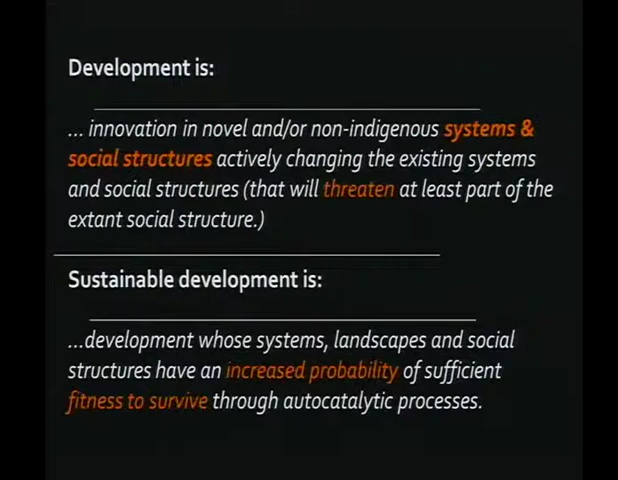 Development is:
... innovation in novel and/or non-indigenous systems &
social structures actively changing the existing systems
and social structures (that will threaten at least part of the
extant social structure.)
Sustainable development is:
...development whose systems, landscapes and social
structures have an increased probability of sufficient
fitness to survive through autocatalytic processes.